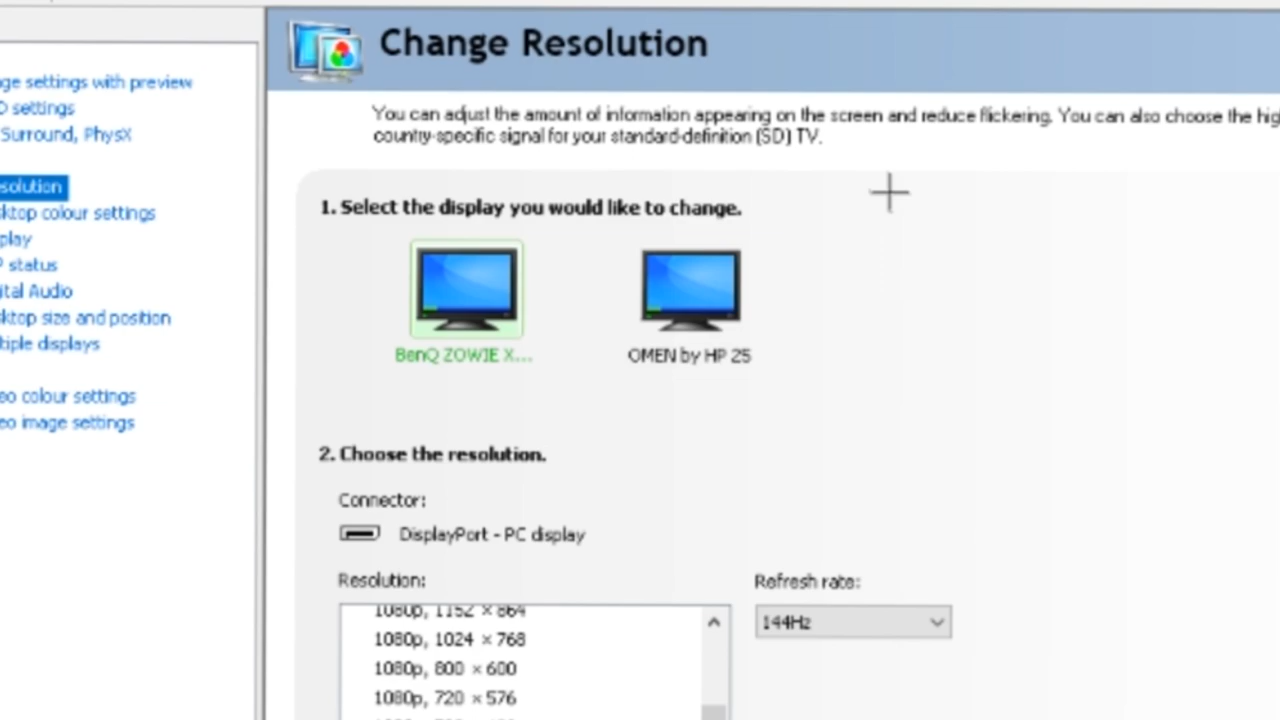 Change Resolution
You can adjust the amount of information appearing on the screen and reduce flickering. You can also choose the hig
country-specific signal for your standard-definition (SD) TV.
ge settings with preview
D settings
Surround, PhysX
solution
ktop colour settings
play
P status
ital Audio
ktop size and position
tiple displays
eo colour settings
eo image settings
1. Select the display you would like to change.
BenQ ZOWIE X...
OMEN by HP 25
2. Choose the resolution.
Connector:
DisplayPort - PC display
Resolution:
Refresh rate:
1080p, 1152 × 864
1080p, 1024 × 768
1080p, 800 × 600
1080p, 720 × 576
144Hz